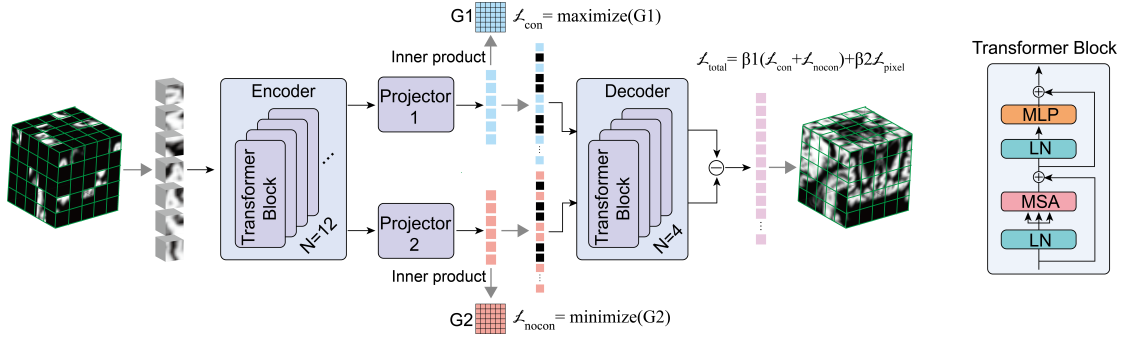 G1
ℒcon = maximize(G1)
Inner product
ℒtotal = β1(ℒcon+ℒnocon)+β2ℒpixel
Encoder
Transformer
Block
...
N=12
Projector
1
Projector
2
Inner product
G2
ℒnocon = minimize(G2)
...
...
Decoder
Transformer
Block
N=4
...
Transformer Block
MLP
LN
MSA
LN